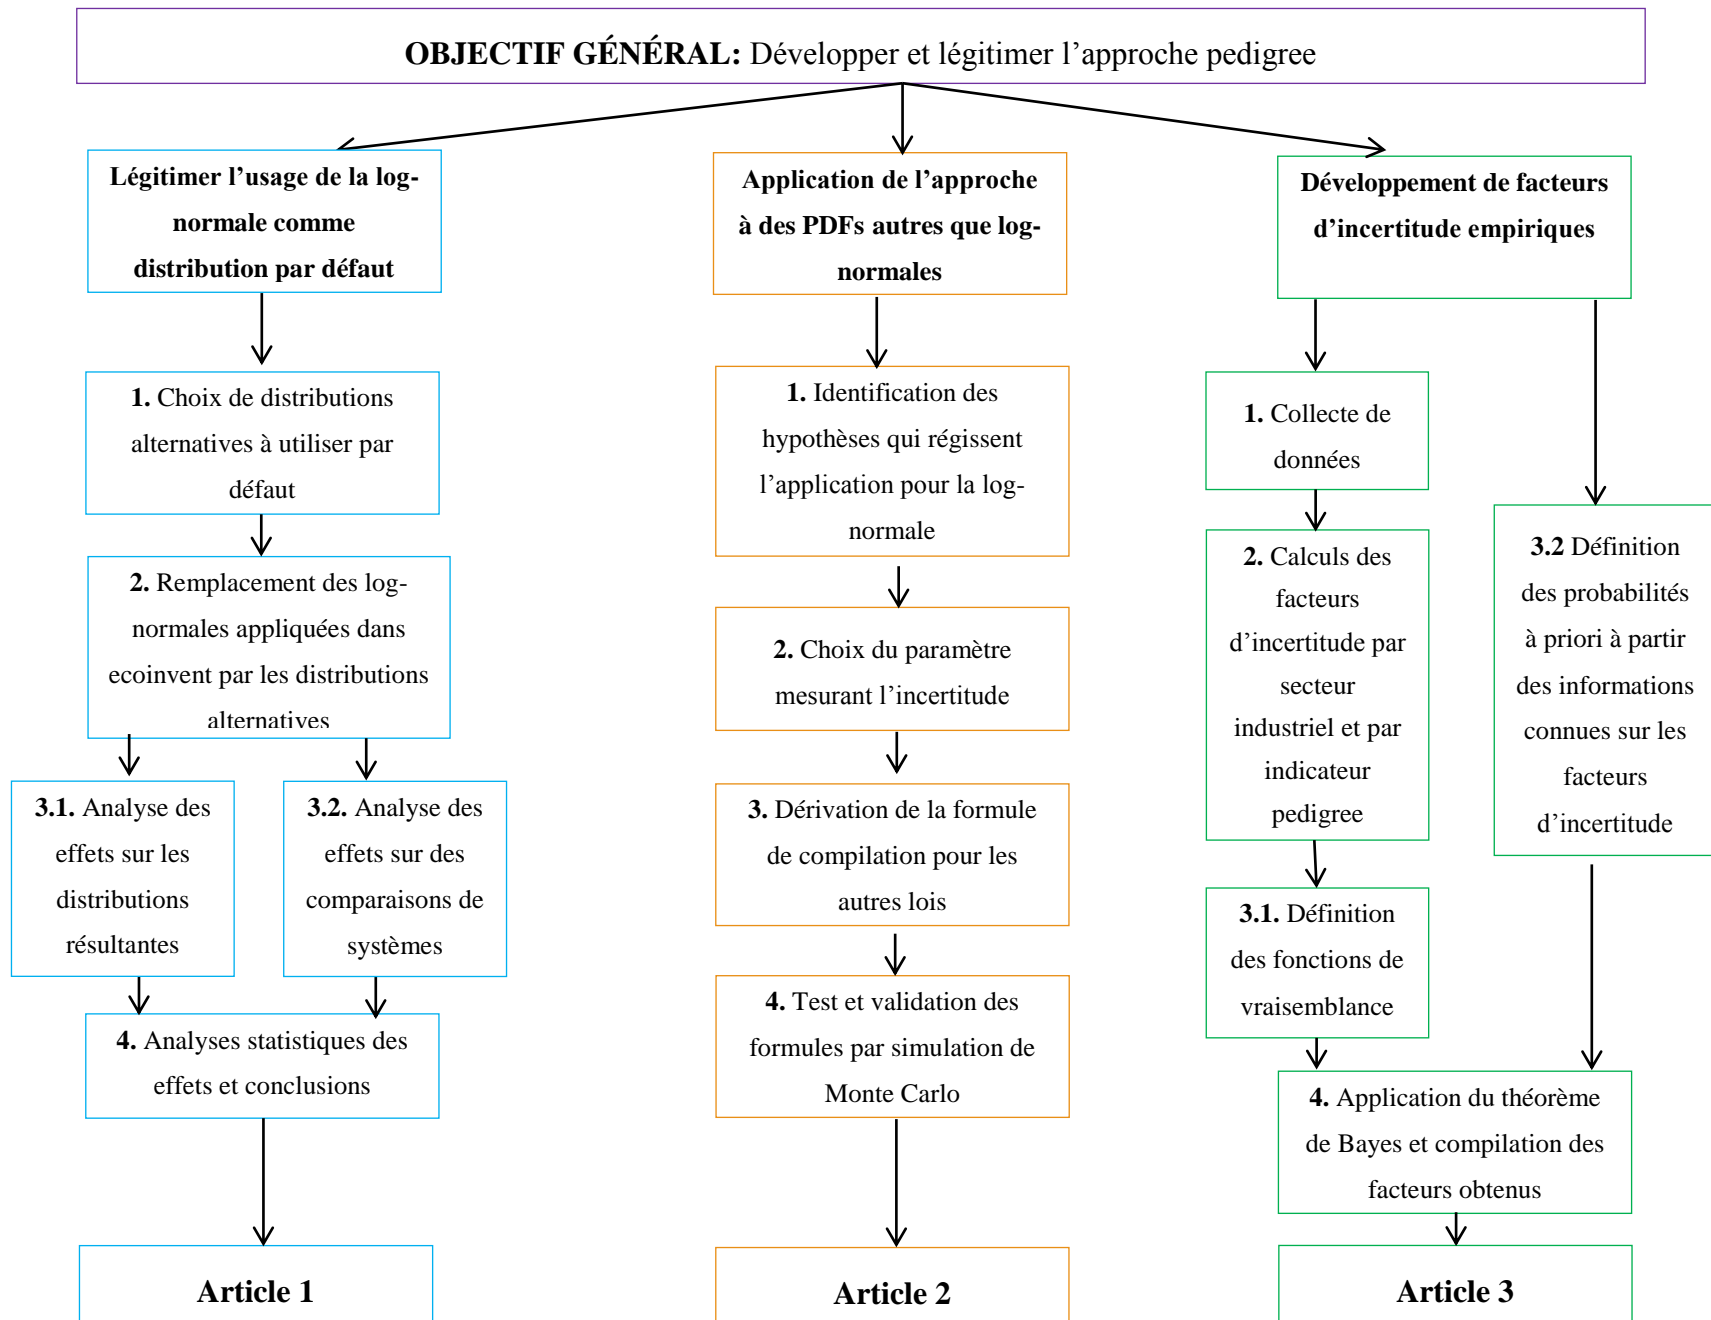 OBJECTIF GÉNÉRAL: Développer et légitimer l’approche pedigree
Légitimer l’usage de la log-
normale comme
distribution par défaut
1. Choix de distributions
alternatives à utiliser par
défaut
2. Remplacement des log-
normales appliquées dans
ecoinvent par les distributions
alternatives
3.1. Analyse des
effets sur les
distributions
résultantes
3.2. Analyse des
effets sur des
comparaisons de
systèmes
4. Analyses statistiques des
effets et conclusions
Article 1
Application de l’approche
à des PDFs autres que log-
normales
1. Identification des
hypothèses qui régissent
l’application pour la log-
normale
2. Choix du paramètre
mesurant l’incertitude
3. Dérivation de la formule
de compilation pour les
autres lois
4. Test et validation des
formules par simulation de
Monte Carlo
Article 2
Développement de facteurs
d’incertitude empiriques
1. Collecte de
données
2. Calculs des
facteurs
d’incertitude par
secteur
industriel et par
indicateur
pedigree
3.1. Définition
des fonctions de
vraisemblance
3.2 Définition
des probabilités
à priori à partir
des informations
connues sur les
facteurs
d’incertitude
4. Application du théorème
de Bayes et compilation des
facteurs obtenus
Article 3